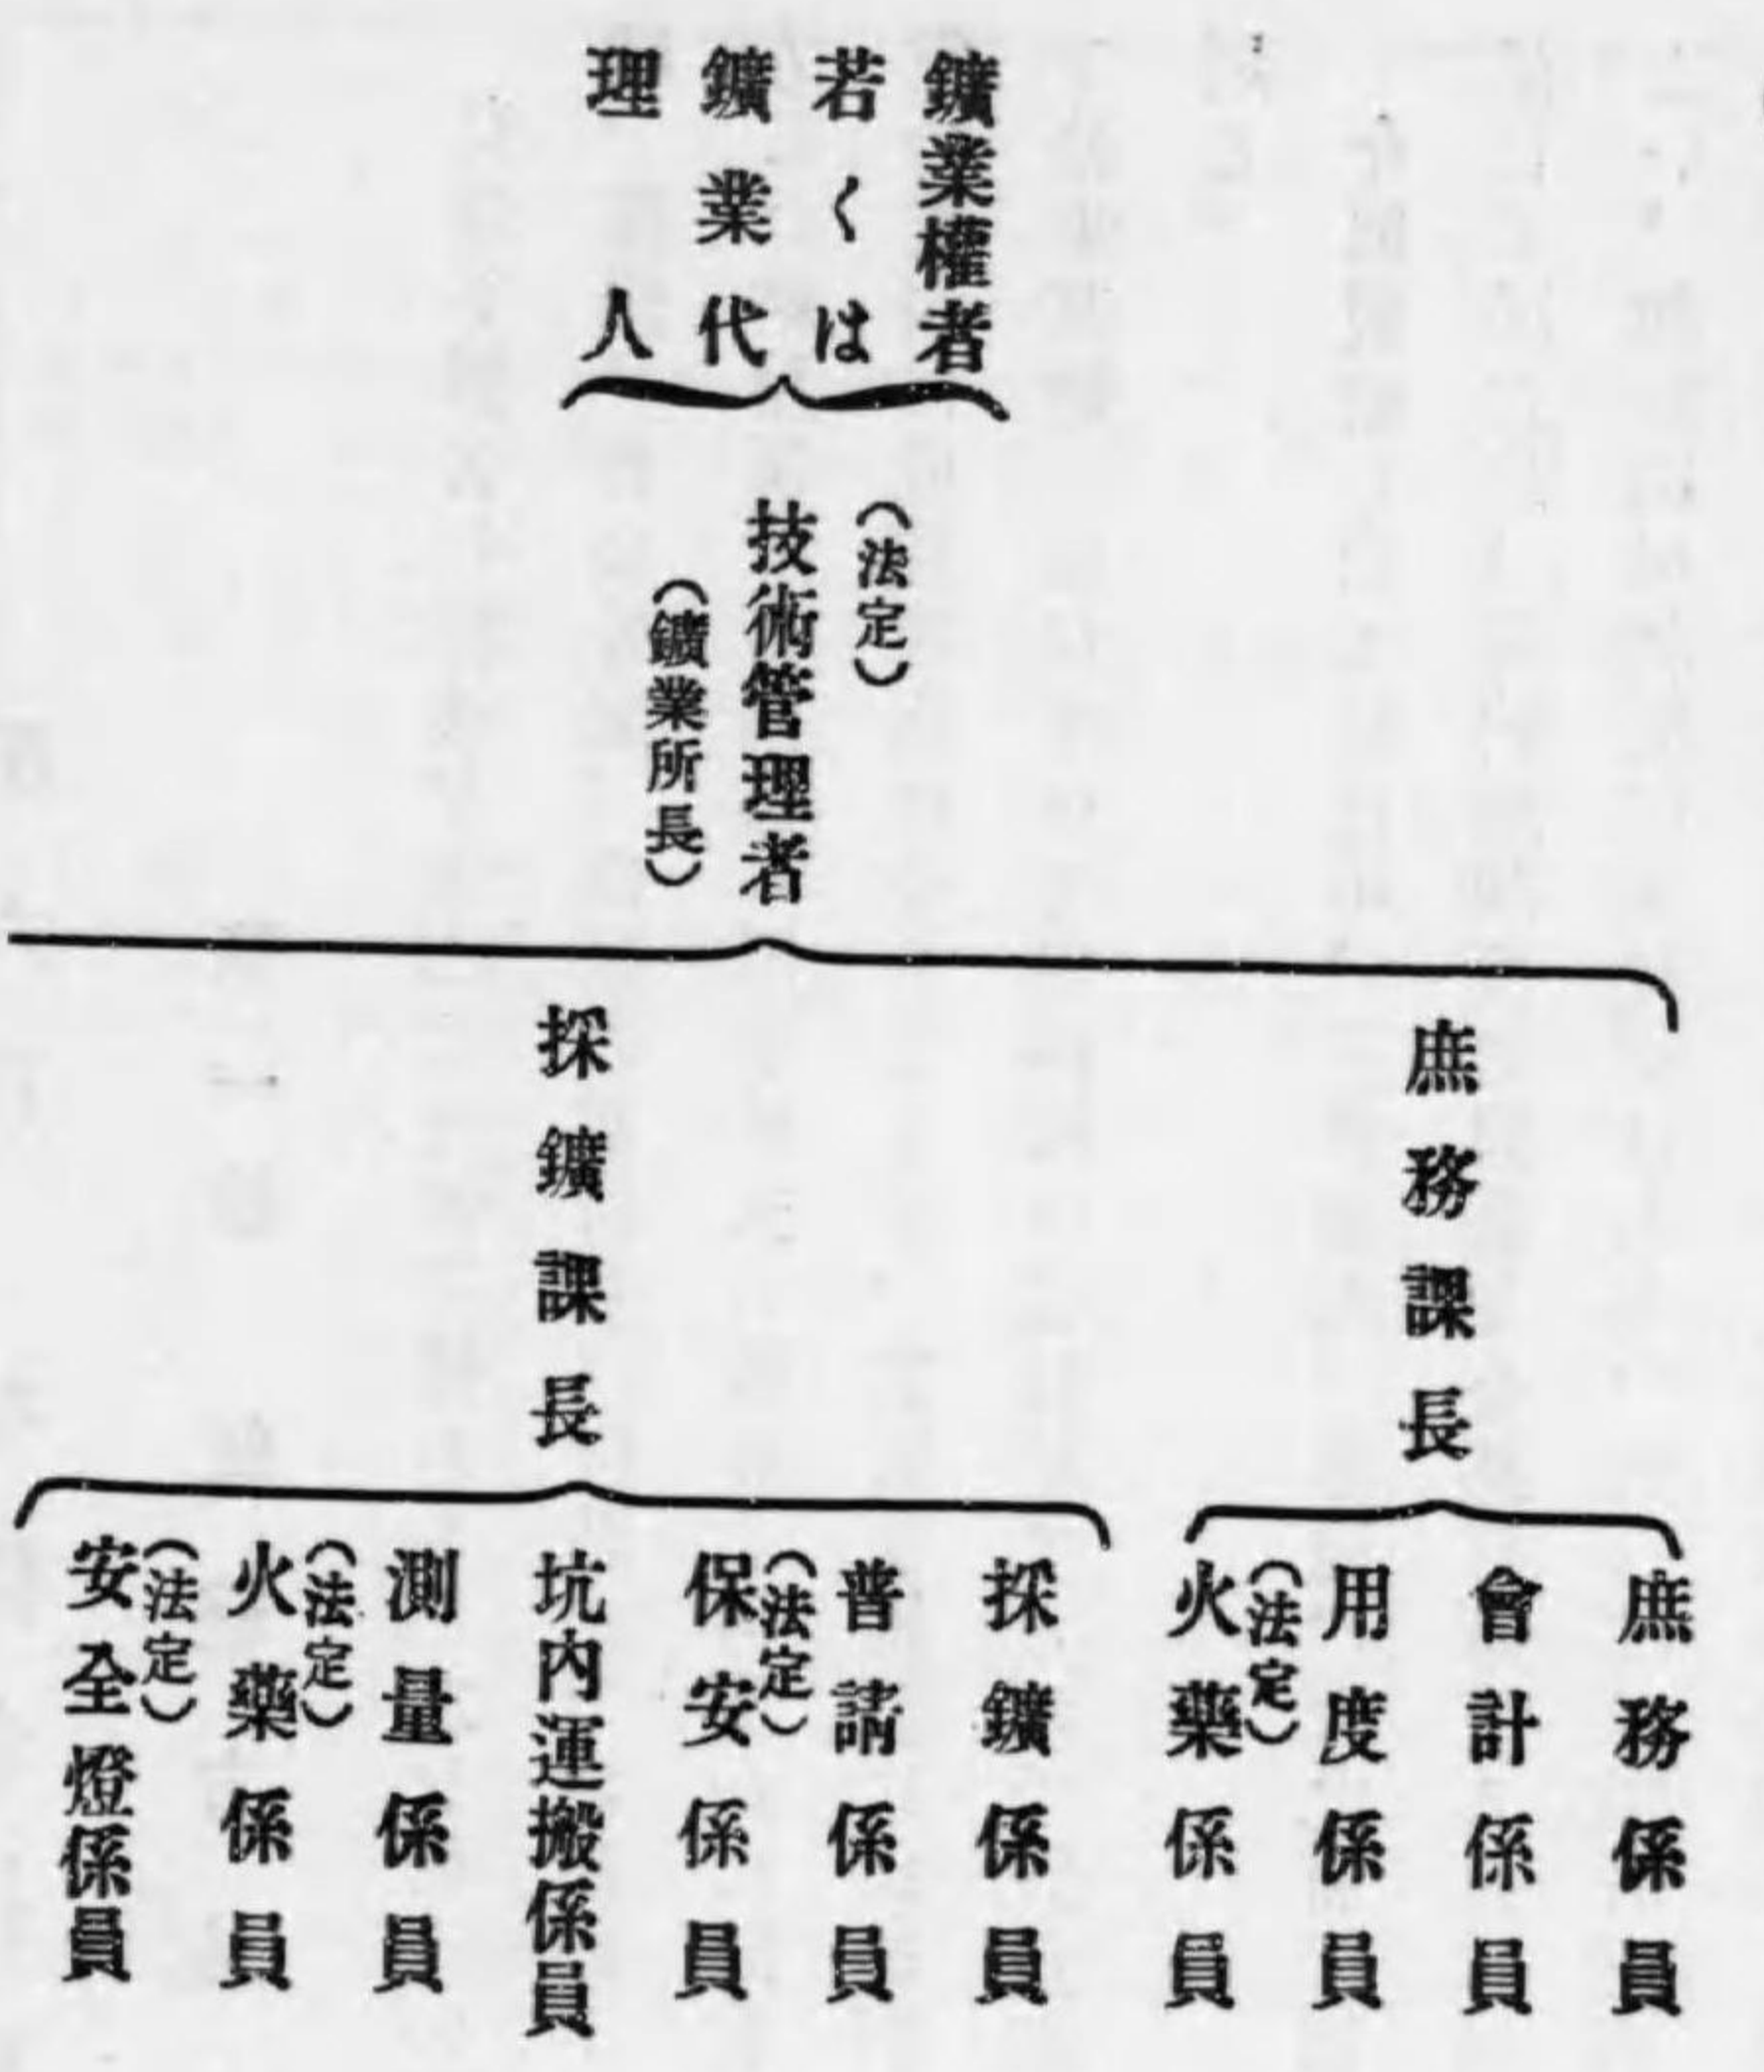 鑛業權者
若くは
鑛業代
理人
(法定)
技術管理者
(鑛業所長)
庶務課長
庶務係員
會計係員
用度係員
(法定)
火藥係員
採鑛課長
採鑛係員
普請係員
(法定)
保安係員
坑內運搬係員
測量係員
(法定)
火藥係員
(法定)
安全燈係員